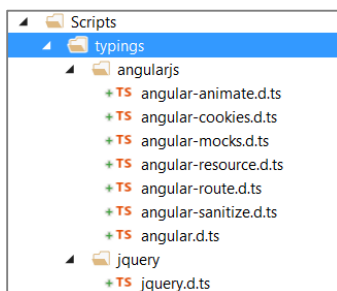 Scripts
typings
angularjs
+TS angular-animate.d.ts
+TS angular-cookies.d.ts
+TS angular-mocks.d.ts
+TS angular-resource.d.ts
+TS angular-route.d.ts
+TS angular-sanitize.d.ts
+TS angular.d.ts
jquery
+TS jquery.d.ts